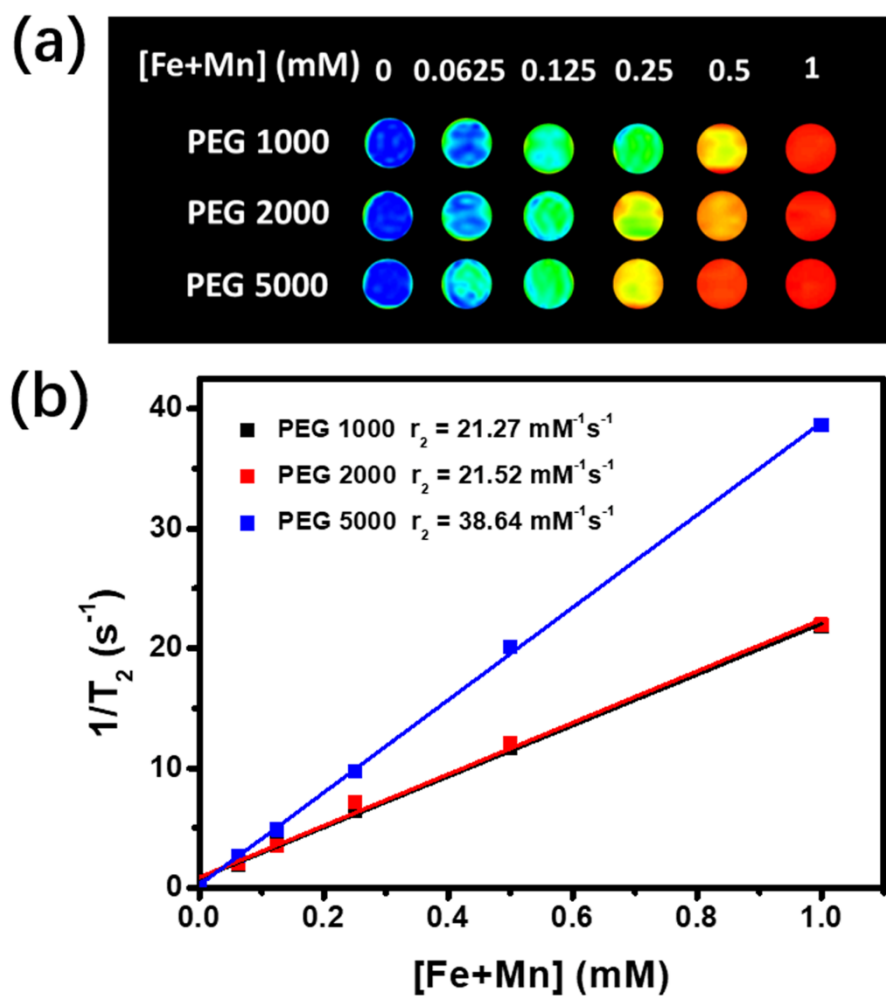 (a)
[Fe+Mn] (mM) 0 0.0625 0.125 0.25 0.5 1
PEG 1000
PEG 2000
PEG 5000
(b)
40
30
20
10
0
1/T₂ (s⁻¹)
PEG 1000 r₂ = 21.27 mM⁻¹s⁻¹
PEG 2000 r₂ = 21.52 mM⁻¹s⁻¹
PEG 5000 r₂ = 38.64 mM⁻¹s⁻¹
0.0 0.2 0.4 0.6 0.8 1.0
[Fe+Mn] (mM)